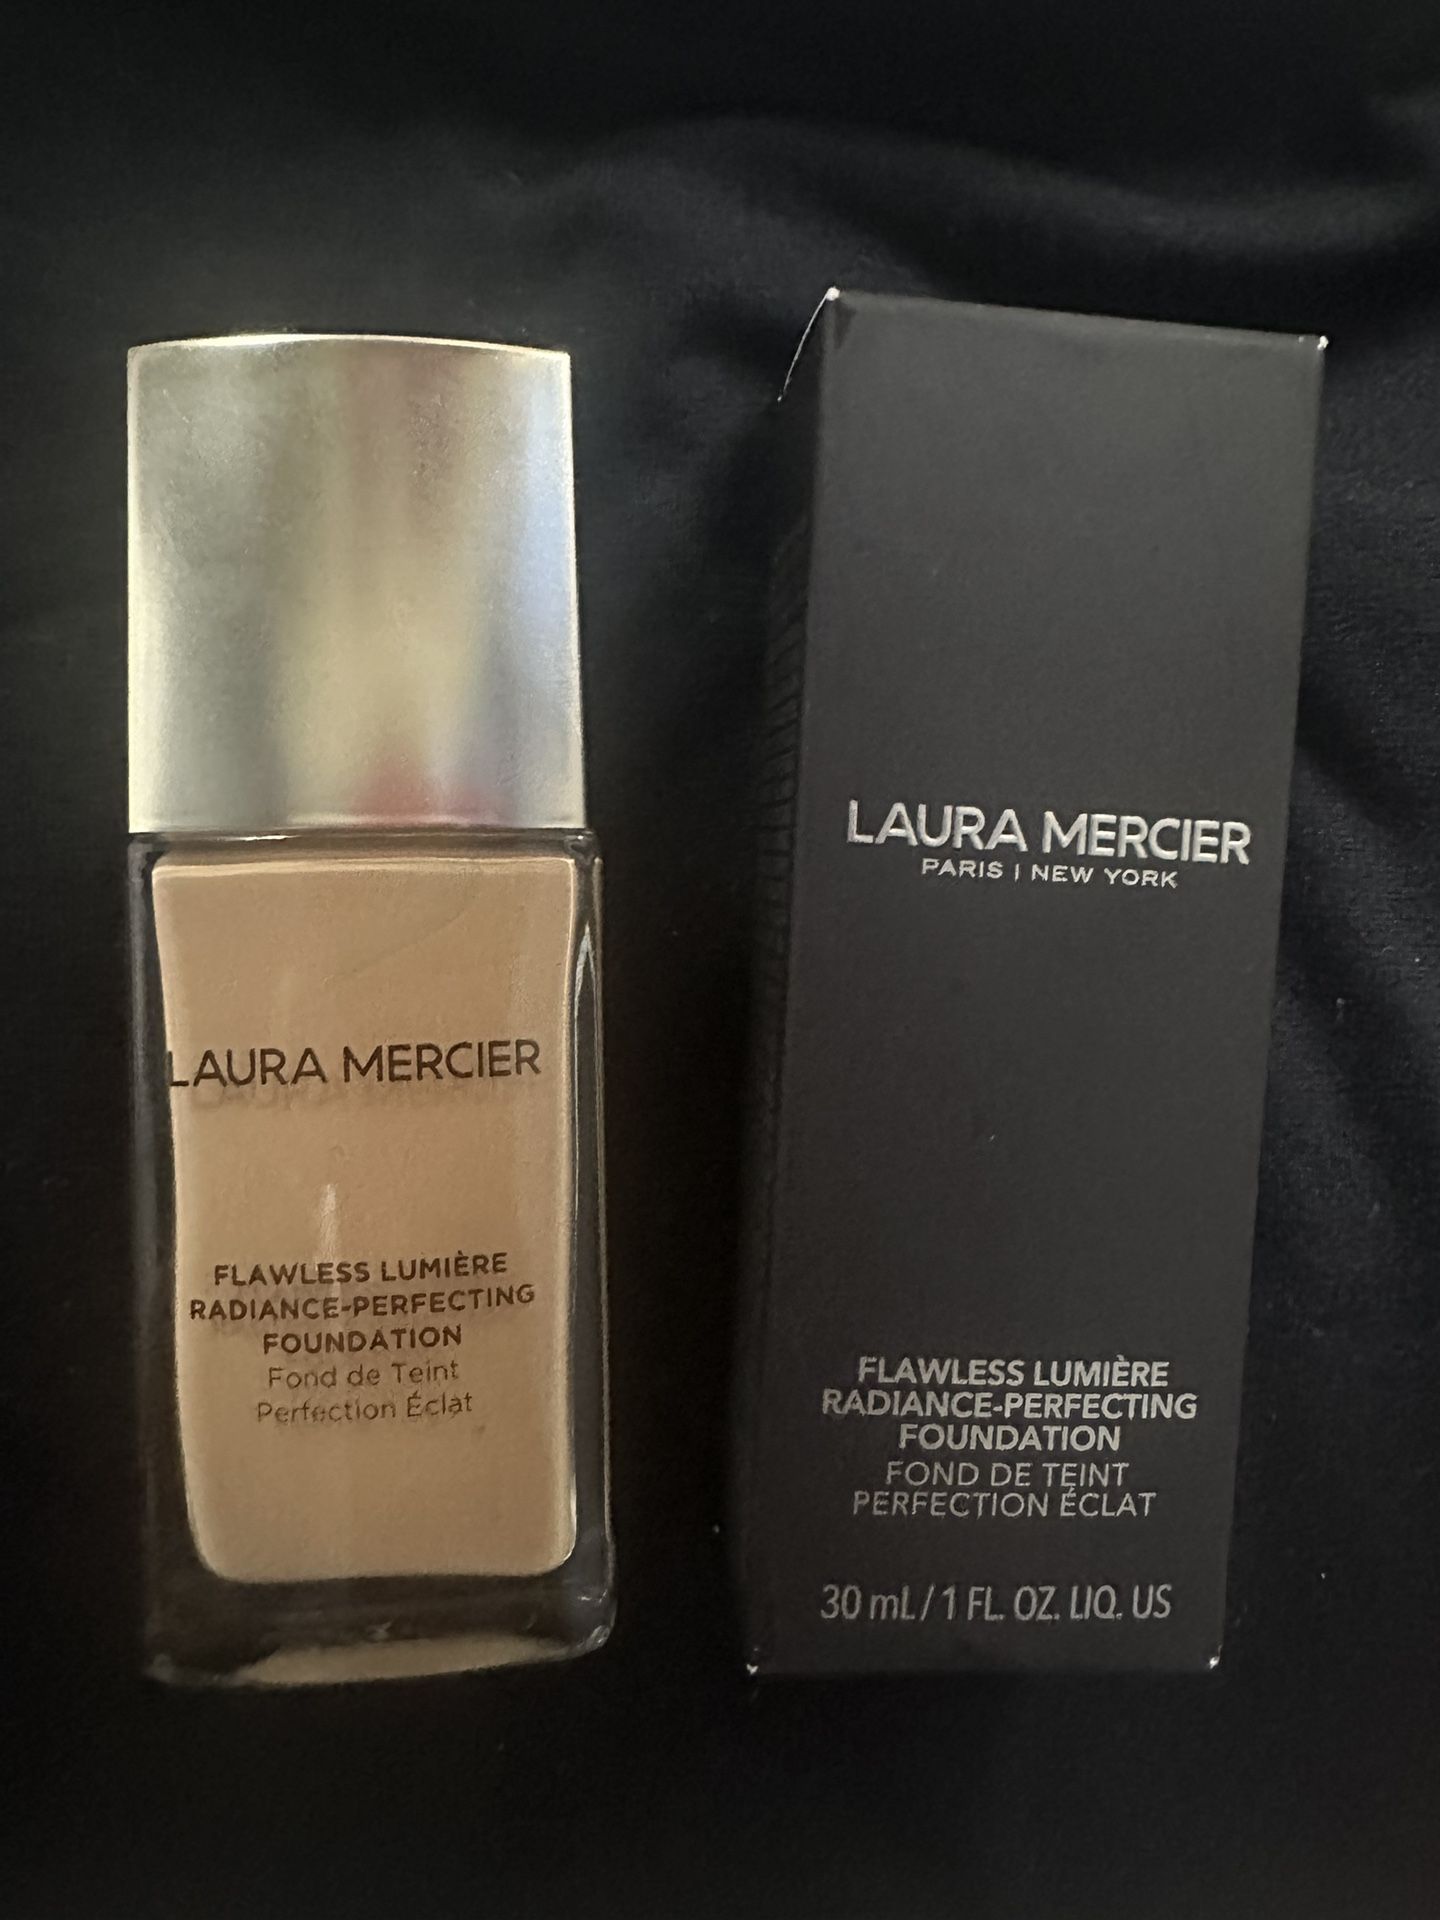 LAURA MERCIER
FLAWLESS LUMIÈRE
RADIANCE-PERFECTING
FOUNDATION
Fond de Teint
Perfection Éclat
LAURA MERCIER
PARIS | NEW YORK
FLAWLESS LUMIÈRE
RADIANCE-PERFECTING
FOUNDATION
FOND DE TEINT
PERFECTION ÉCLAT
30 mL / 1 FL. OZ. LIQ. US